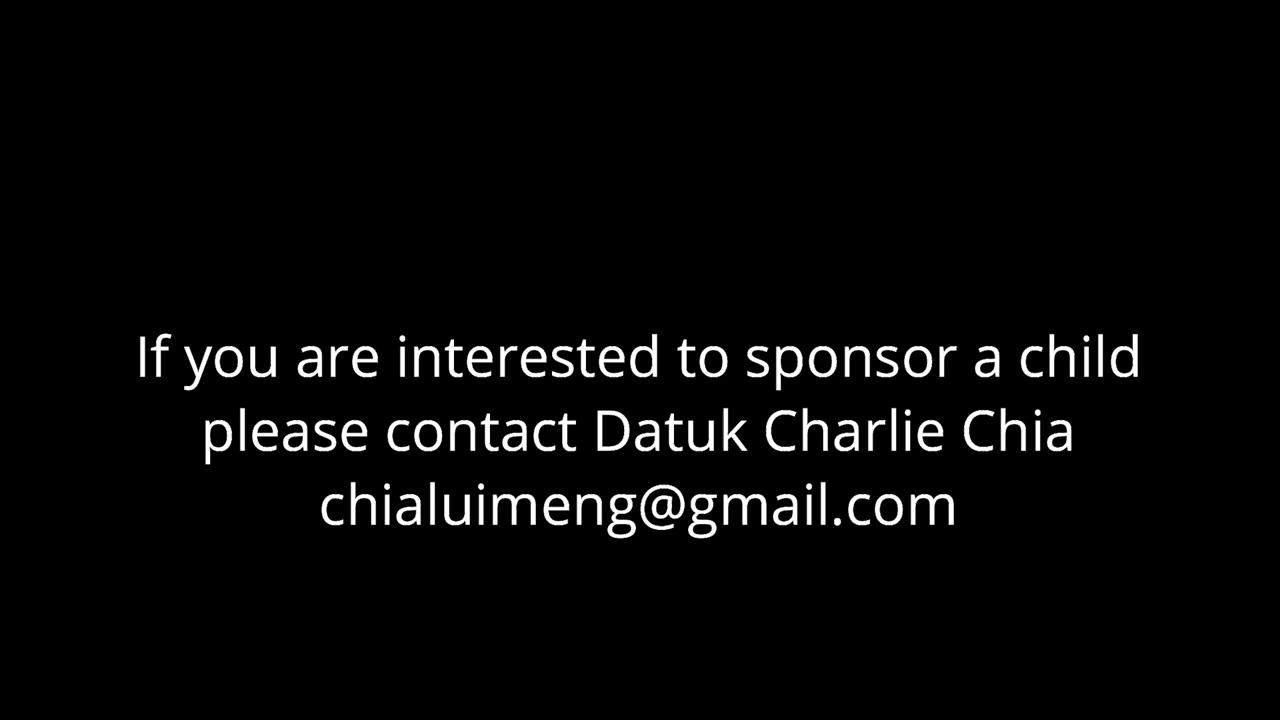 If you are interested to sponsor a child
please contact Datuk Charlie Chia
chialuimeng@gmail.com